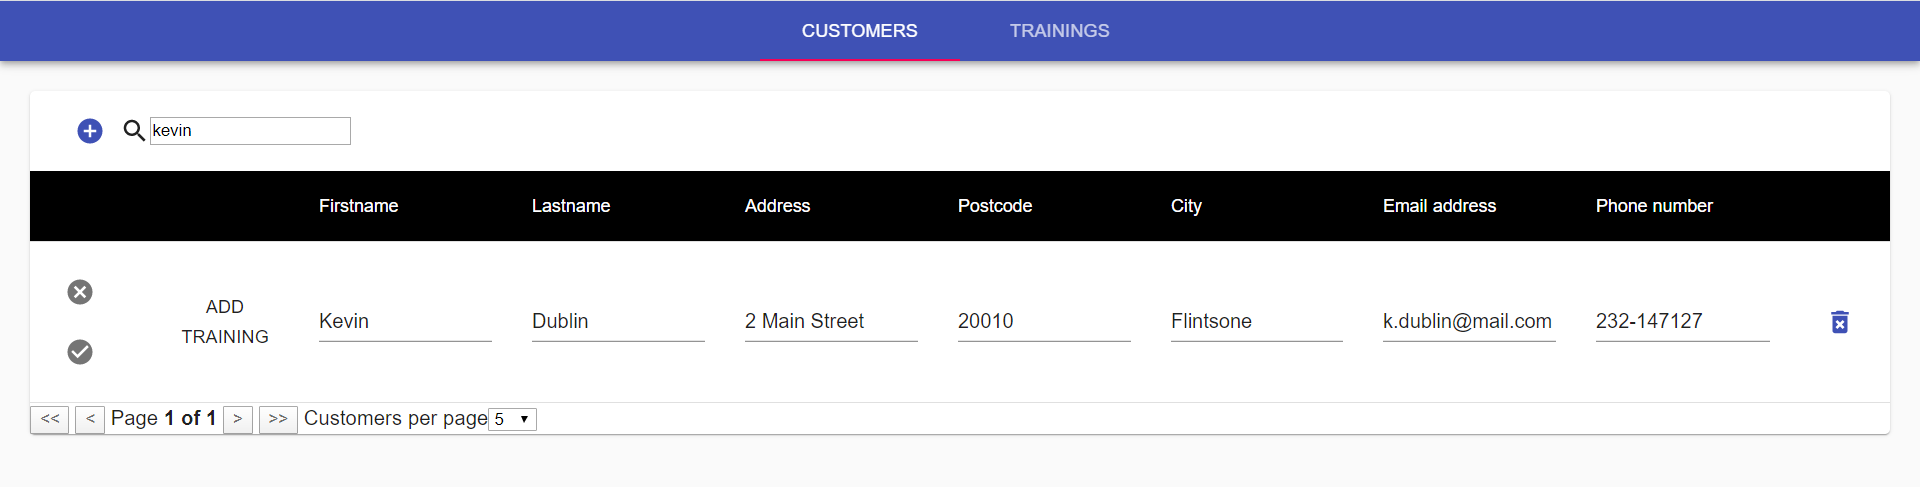 CUSTOMERS TRAININGS
kevin
Firstname Lastname Address Postcode City Email address Phone number
ADD
TRAINING
Kevin Dublin 2 Main Street 20010 Flintsone k.dublin@mail.com 232-147127
<< < Page 1 of 1 > >> Customers per page 5